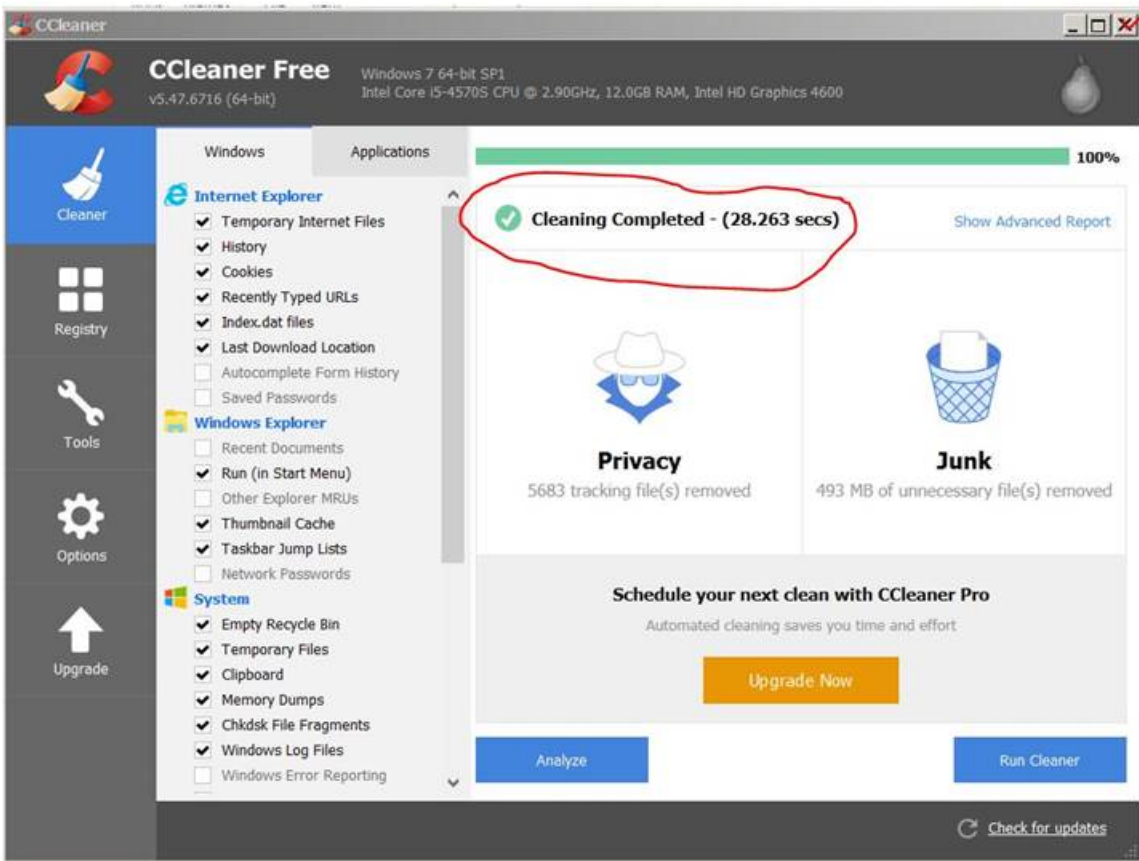 CCleaner
CCleaner Free
v5.47.6716 (64-bit)
Windows 7 64-bit SP1
Intel Core i5-4570S CPU @ 2.90GHz, 12.0GB RAM, Intel HD Graphics 4600
Cleaner
Registry
Tools
Options
Upgrade
Windows
Applications
Internet Explorer
Temporary Internet Files
History
Cookies
Recently Typed URLs
Index.dat files
Last Download Location
Autocomplete Form History
Saved Passwords
Windows Explorer
Recent Documents
Run (in Start Menu)
Other Explorer MRUs
Thumbnail Cache
Taskbar Jump Lists
Network Passwords
System
Empty Recycle Bin
Temporary Files
Clipboard
Memory Dumps
Chkdsk File Fragments
Windows Log Files
Windows Error Reporting
100%
Cleaning Completed - (28.263 secs)
Show Advanced Report
Privacy
5683 tracking file(s) removed
Junk
493 MB of unnecessary file(s) removed
Schedule your next clean with CCleaner Pro
Automated cleaning saves you time and effort
Upgrade Now
Analyze
Run Cleaner
Check for updates